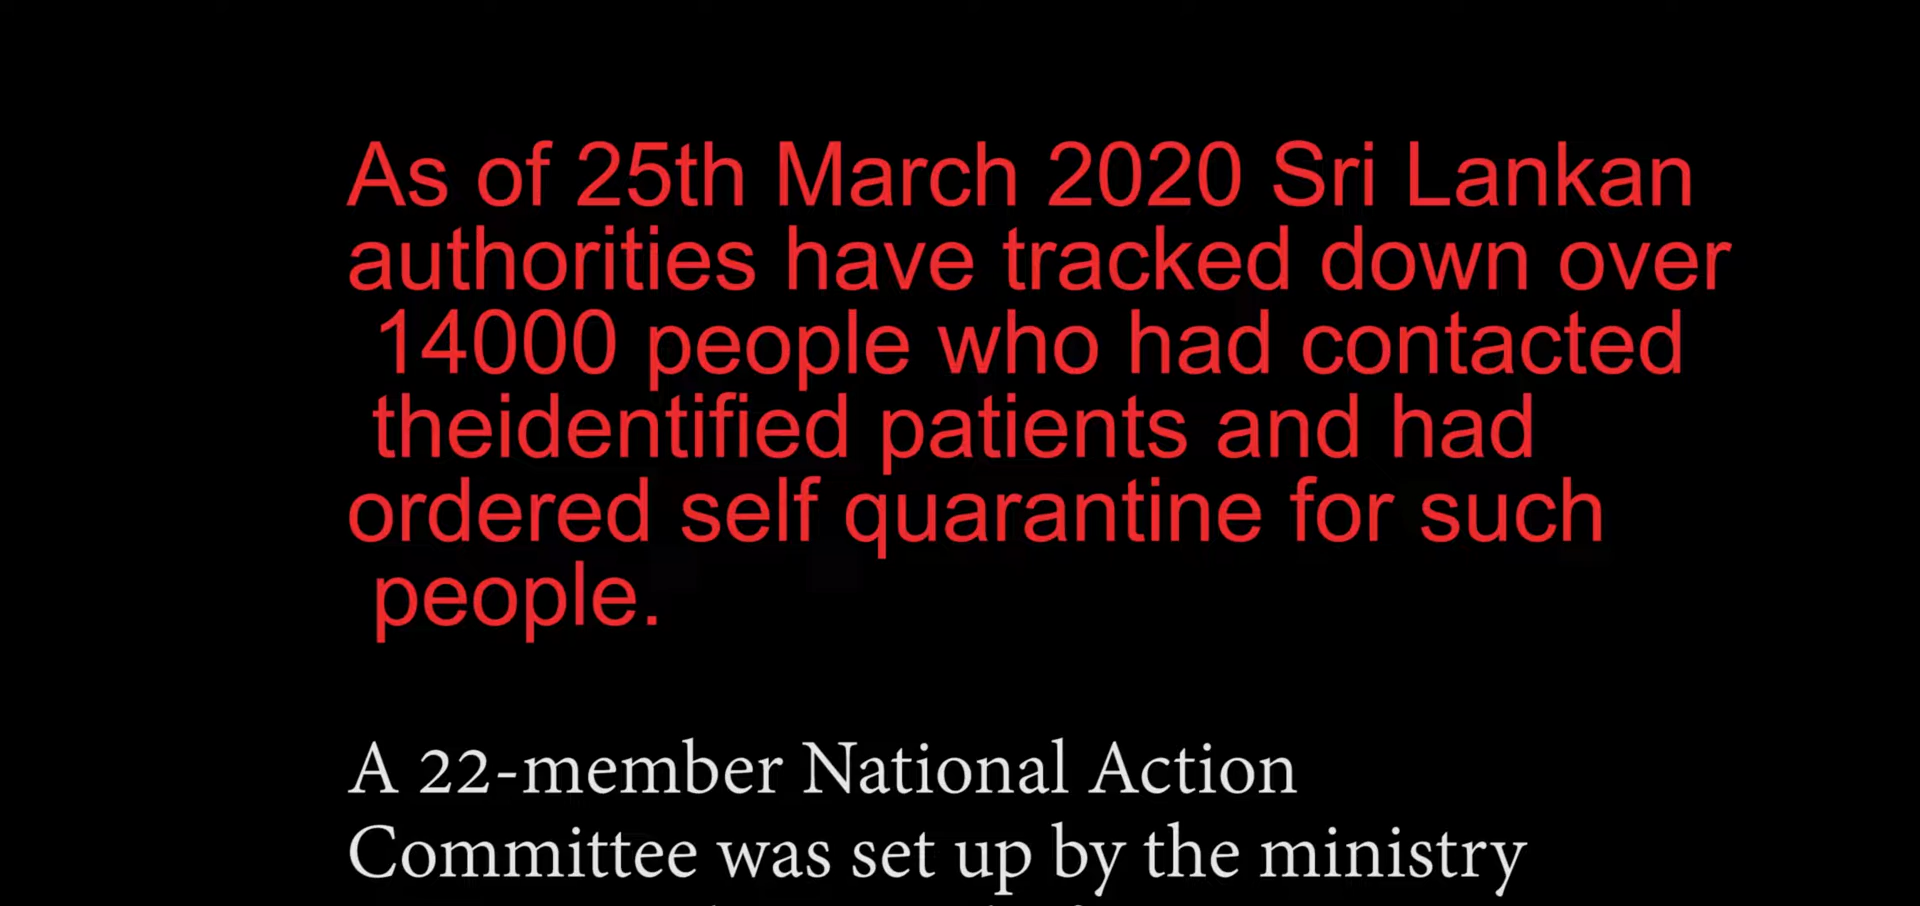 As of 25th March 2020 Sri Lankan
authorities have tracked down over
14000 people who had contacted
theidentified patients and had
ordered self quarantine for such
people.
A 22-member National Action
Committee was set up by the ministry